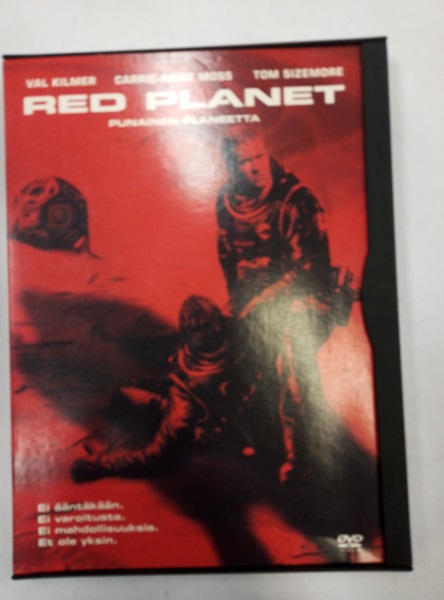 VAL KILMER CARRIE-ANNE MOSS TOM SIZEMORE
RED PLANET
PUNAINEN PLANEETTA
Ei ääntäkään.
Ei varoitusta.
Ei mahdollisuuksia.
Et ole yksin.
DVD